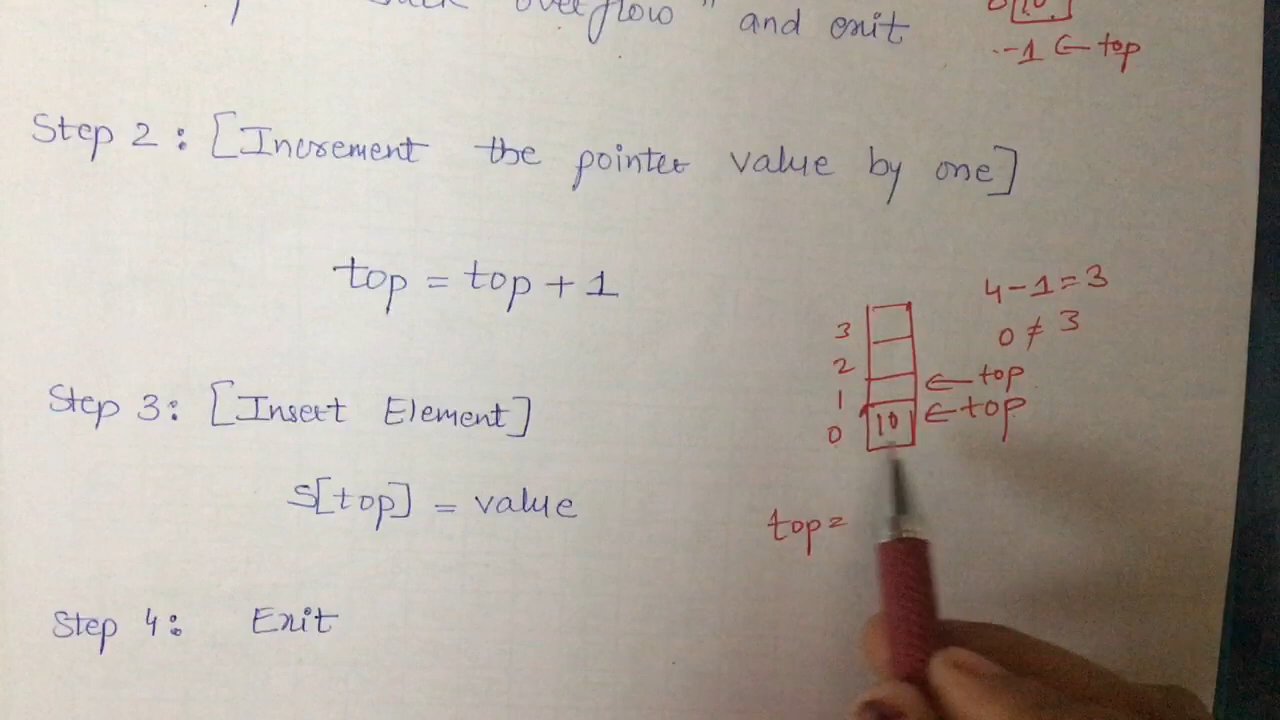 overflow" and exit
-1 ← top
Step 2: [Increment the pointer value by one]
top = top + 1
4 - 1 = 3
0 ≠ 3
3
2
1
0
← top
← top
10
Step 3: [Insert Element]
S[top] = value
top =
Step 4: Exit